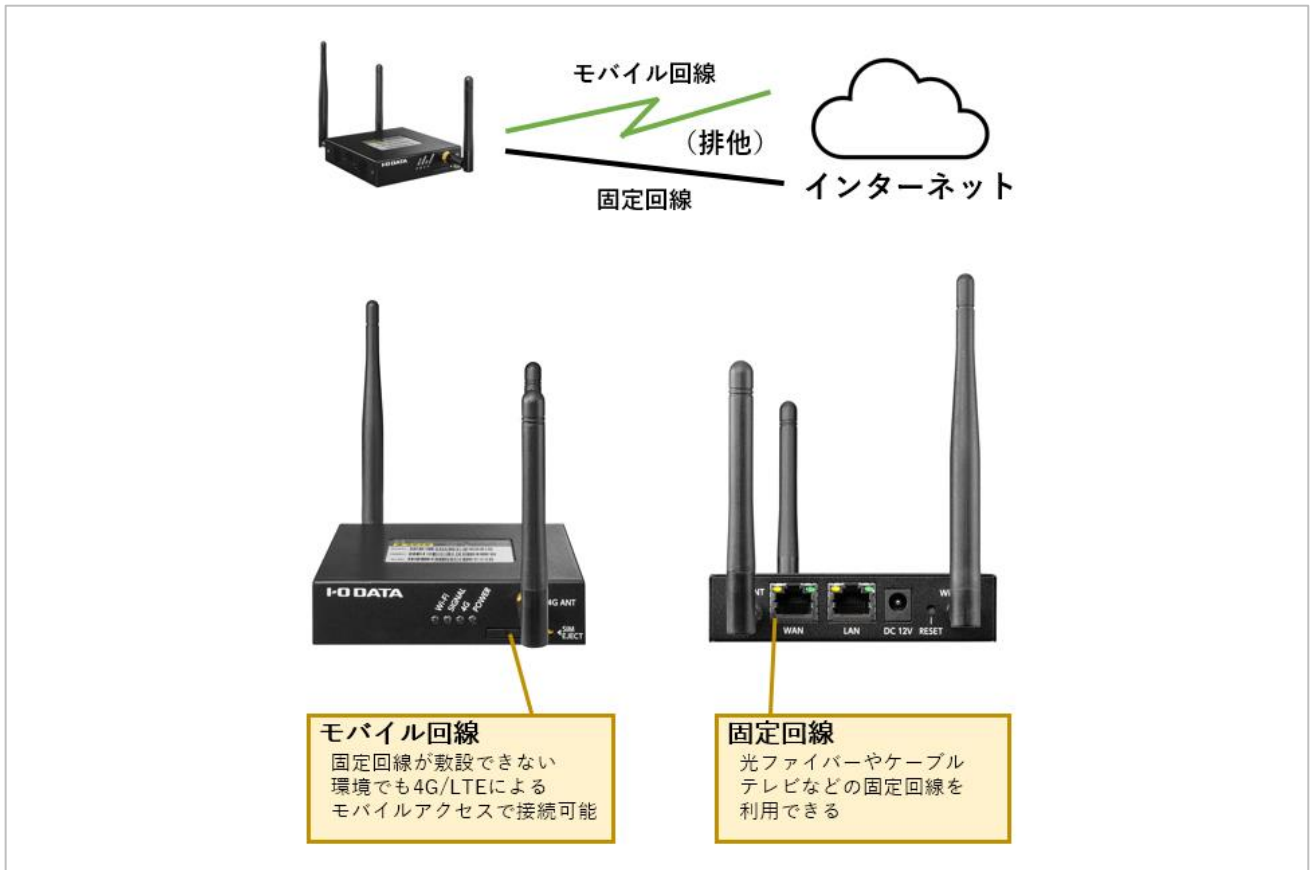 モバイル回線
(排他)
固定回線
インターネット
I-O DATA
I-O DATA
Wi-Fi
SIGNAL
4G
POWER
4G ANT
SIM
EJECT
WAN
LAN
DC 12V
RESET
モバイル回線
固定回線が敷設できない
環境でも4G/LTEによる
モバイルアクセスで接続可能
固定回線
光ファイバーやケーブル
テレビなどの固定回線を
利用できる